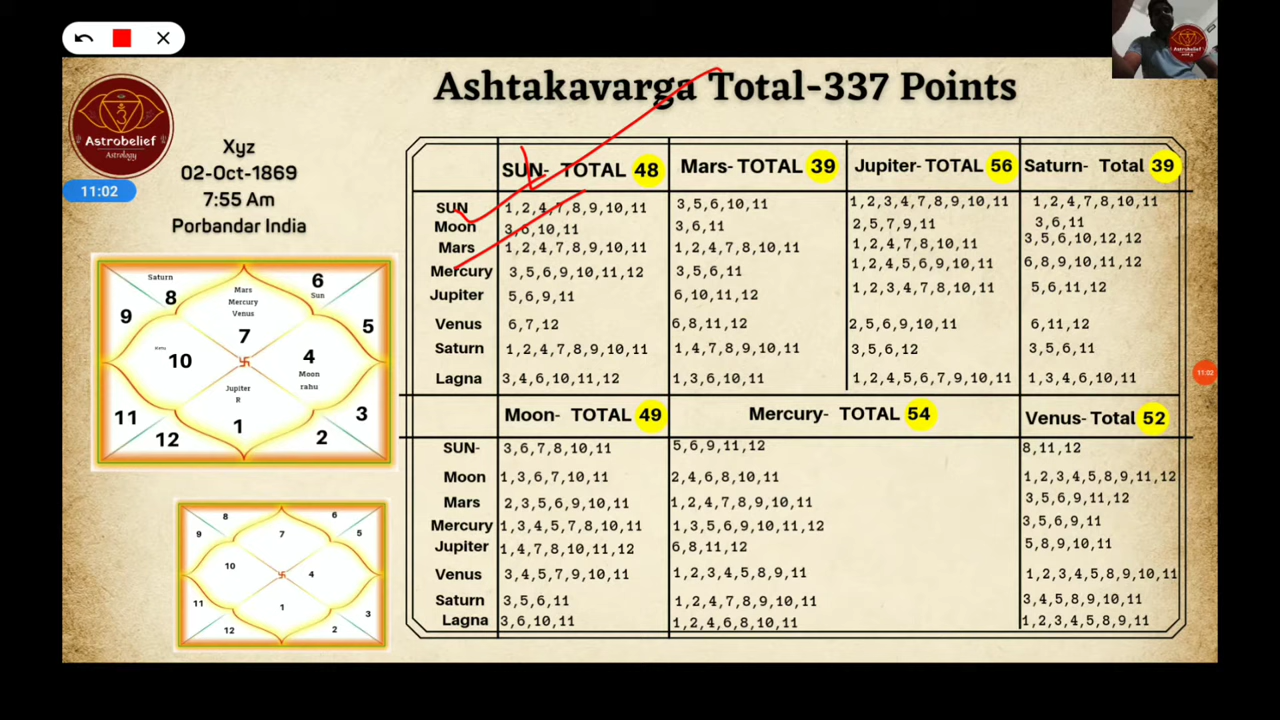 Ashtakavarga Total-337 Points
Astrobelief
Astrology
11:02
Xyz
02-Oct-1869
7:55 Am
Porbandar India
Saturn
8
Mars
Mercury
Venus
7
6
Sun
9
5
10
4
Moon
rahu
Jupiter
R
1
11
12
3
2
8
6
9
7
5
10
4
11
1
3
12
2
SUN- TOTAL 48 Mars- TOTAL 39 Jupiter- TOTAL 56 Saturn- Total 39
SUN 1,2,4,7,8,9,10,11 3,5,6,10,11 1,2,3,4,7,8,9,10,11 1,2,4,7,8,10,11
Moon 3,6,10,11 3,6,11 2,5,7,9,11 3,6,11
Mars 1,2,4,7,8,9,10,11 1,2,4,7,8,10,11 1,2,4,7,8,10,11 3,5,6,10,12,12
Mercury 3,5,6,9,10,11,12 3,5,6,11 1,2,4,5,6,9,10,11 6,8,9,10,11,12
Jupiter 5,6,9,11 6,10,11,12 1,2,3,4,7,8,10,11 5,6,11,12
Venus 6,7,12 6,8,11,12 2,5,6,9,10,11 6,11,12
Saturn 1,2,4,7,8,9,10,11 1,4,7,8,9,10,11 3,5,6,12 3,5,6,11
Lagna 3,4,6,10,11,12 1,3,6,10,11 1,2,4,5,6,7,9,10,11 1,3,4,6,10,11
Moon- TOTAL 49 Mercury- TOTAL 54 Venus- Total 52
SUN- 3,6,7,8,10,11 5,6,9,11,12 8,11,12
Moon 1,3,6,7,10,11 2,4,6,8,10,11 1,2,3,4,5,8,9,11,12
Mars 2,3,5,6,9,10,11 1,2,4,7,8,9,10,11 3,5,6,9,11,12
Mercury 1,3,4,5,7,8,10,11 1,3,5,6,9,10,11,12 3,5,6,9,11
Jupiter 1,4,7,8,10,11,12 6,8,11,12 5,8,9,10,11
Venus 3,4,5,7,9,10,11 1,2,3,4,5,8,9,11 1,2,3,4,5,8,9,10,11
Saturn 3,5,6,11 1,2,4,7,8,9,10,11 3,4,5,8,9,10,11
Lagna 3,6,10,11 1,2,4,6,8,10,11 1,2,3,4,5,8,9,11
11:02